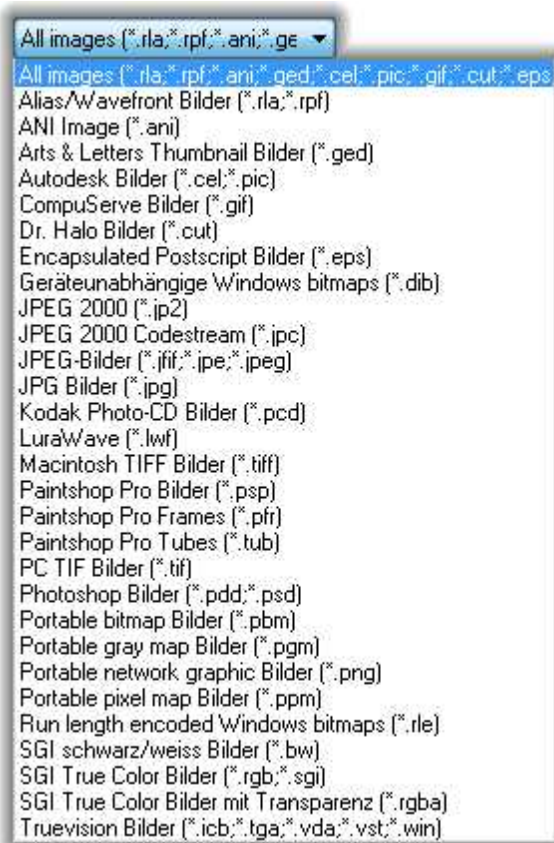 All images (*.rla;*.rpf;*.ani;*.ge
All images (*.rla;*.rpf;*.ani;*.ged;*.cel;*.pic;*.gif;*.cut;*.eps
Alias/Wavefront Bilder (*.rla;*.rpf)
ANI Image (*.ani)
Arts & Letters Thumbnail Bilder (*.ged)
Autodesk Bilder (*.cel;*.pic)
CompuServe Bilder (*.gif)
Dr. Halo Bilder (*.cut)
Encapsulated Postscript Bilder (*.eps)
Geräteunabhängige Windows bitmaps (*.dib)
JPEG 2000 (*.jp2)
JPEG 2000 Codestream (*.jpc)
JPEG-Bilder (*.jfif;*.jpe;*.jpeg)
JPG Bilder (*.jpg)
Kodak Photo-CD Bilder (*.pcd)
LuraWave (*.lwf)
Macintosh TIFF Bilder (*.tiff)
Paintshop Pro Bilder (*.psp)
Paintshop Pro Frames (*.pfr)
Paintshop Pro Tubes (*.tub)
PC TIF Bilder (*.tif)
Photoshop Bilder (*.pdd;*.psd)
Portable bitmap Bilder (*.pbm)
Portable gray map Bilder (*.pgm)
Portable network graphic Bilder (*.png)
Portable pixel map Bilder (*.ppm)
Run length encoded Windows bitmaps (*.rle)
SGI schwarz/weiss Bilder (*.bw)
SGI True Color Bilder (*.rgb;*.sgi)
SGI True Color Bilder mit Transparenz (*.rgba)
Truevision Bilder (*.icb;*.tga;*.vda;*.vst;*.win)